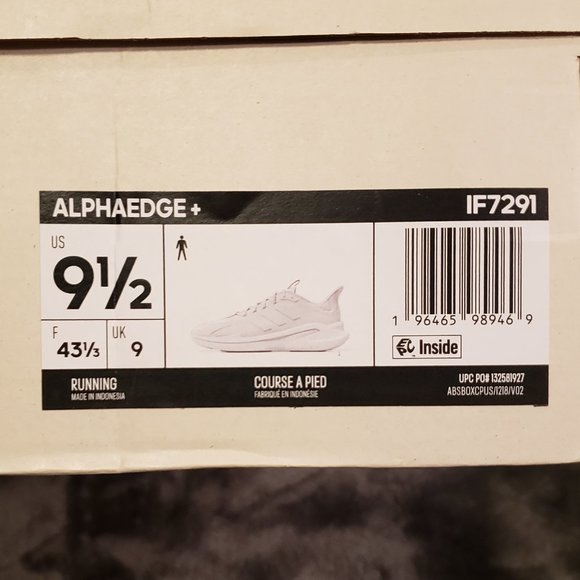 ALPHAEDGE + IF7291
US
9½
F
43⅓
UK
9
1 96465 98946 9
Inside
RUNNING
MADE IN INDONESIA
COURSE A PIED
FABRIQUÉ EN INDONÉSIE
UPC PO# 132581927
ABSBOXCPUS/1218/V02